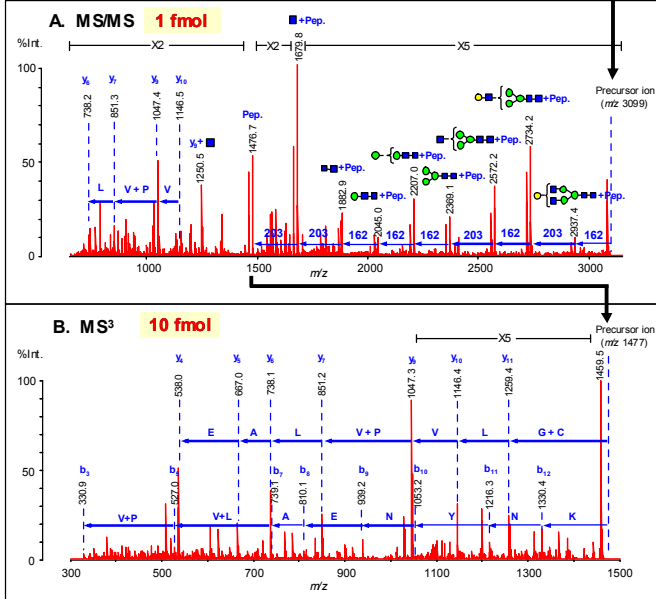 A. MS/MS 1 fmol
%Int.
X2
X2
X5
+Pep.
1679.8
y6 y7 y9 y10
738.2 851.3 1047.4 1146.5
L V + P V
y9+
1250.5
Pep.
1476.7
+Pep.
1882.9
+Pep.
2045.0
+Pep.
2207.0
+Pep.
2369.1
+Pep.
2572.2
+Pep.
2734.2
+Pep.
2937.4
Precursor ion
(m/z 3099)
203 203 162 162 162 203 162 203 162
100
50
0
1000 1500 2000 2500 3000
m/z
B. MS3 10 fmol
%Int.
X5
Precursor ion
(m/z 1477)
y4 y5 y6 y7 y9 y10 y11
538.0 667.0 738.1 851.2 1047.3 1146.4 1259.4 1459.5
E A L V + P V L G + C
b3 b5 b7 b8 b9 b10 b11 b12
330.9 527.0 739.1 810.1 939.2 1053.2 1216.3 1330.4
V+P V+L A E N Y N K
100
50
0
300 500 700 900 1100 1300 1500
m/z